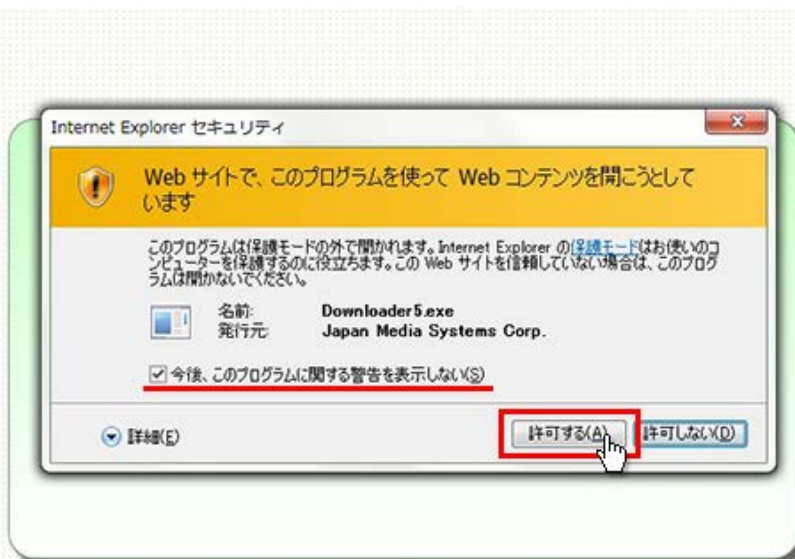 Internet Explorer セキュリティ
Web サイトで、このプログラムを使って Web コンテンツを開こうとして
います
このプログラムは保護モードの外で開かれます。Internet Explorer の保護モードはお使いのコ
ンピューターを保護するのに役立ちます。この Web サイトを信頼していない場合は、このプログ
ラムは開かないでください。
名前: Downloader5.exe
発行元: Japan Media Systems Corp.
今後、このプログラムに関する警告を表示しない(S)
詳細(E) 許可する(A) 許可しない(D)